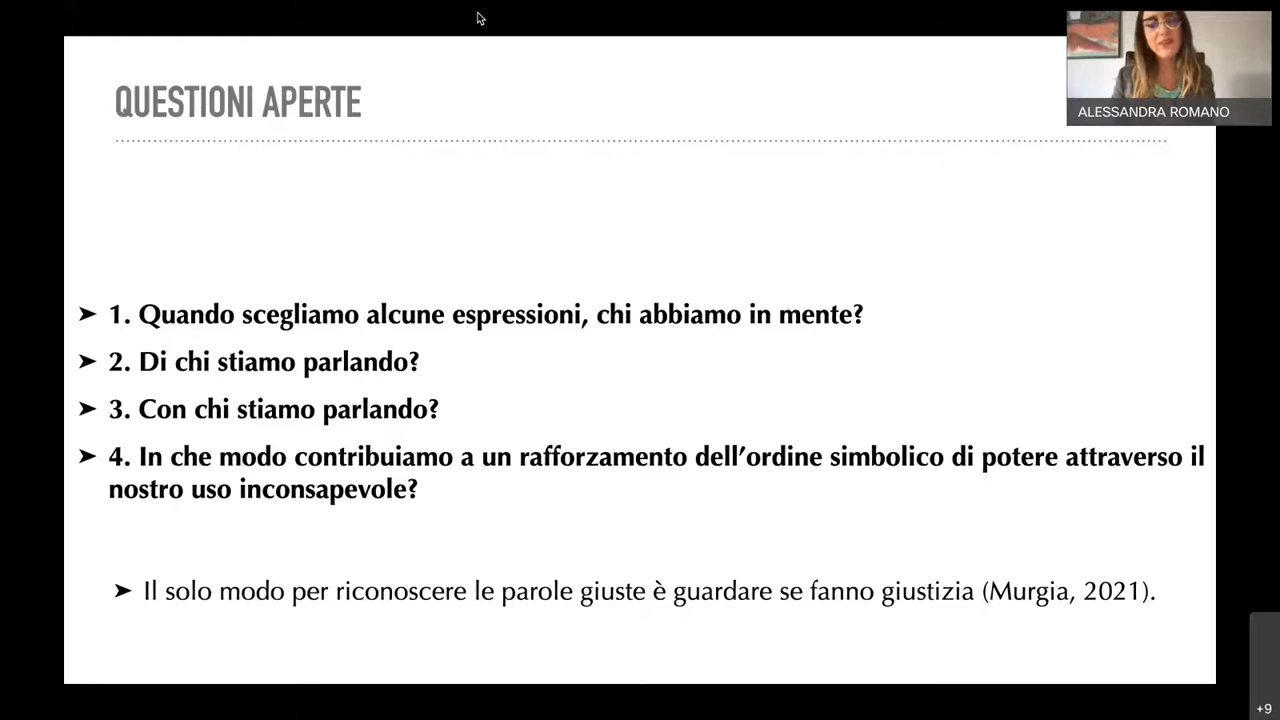 QUESTIONI APERTE
ALESSANDRA ROMANO
➤ 1. Quando scegliamo alcune espressioni, chi abbiamo in mente?
➤ 2. Di chi stiamo parlando?
➤ 3. Con chi stiamo parlando?
➤ 4. In che modo contribuiamo a un rafforzamento dell’ordine simbolico di potere attraverso il
nostro uso inconsapevole?
➤ Il solo modo per riconoscere le parole giuste è guardare se fanno giustizia (Murgia, 2021).
+9